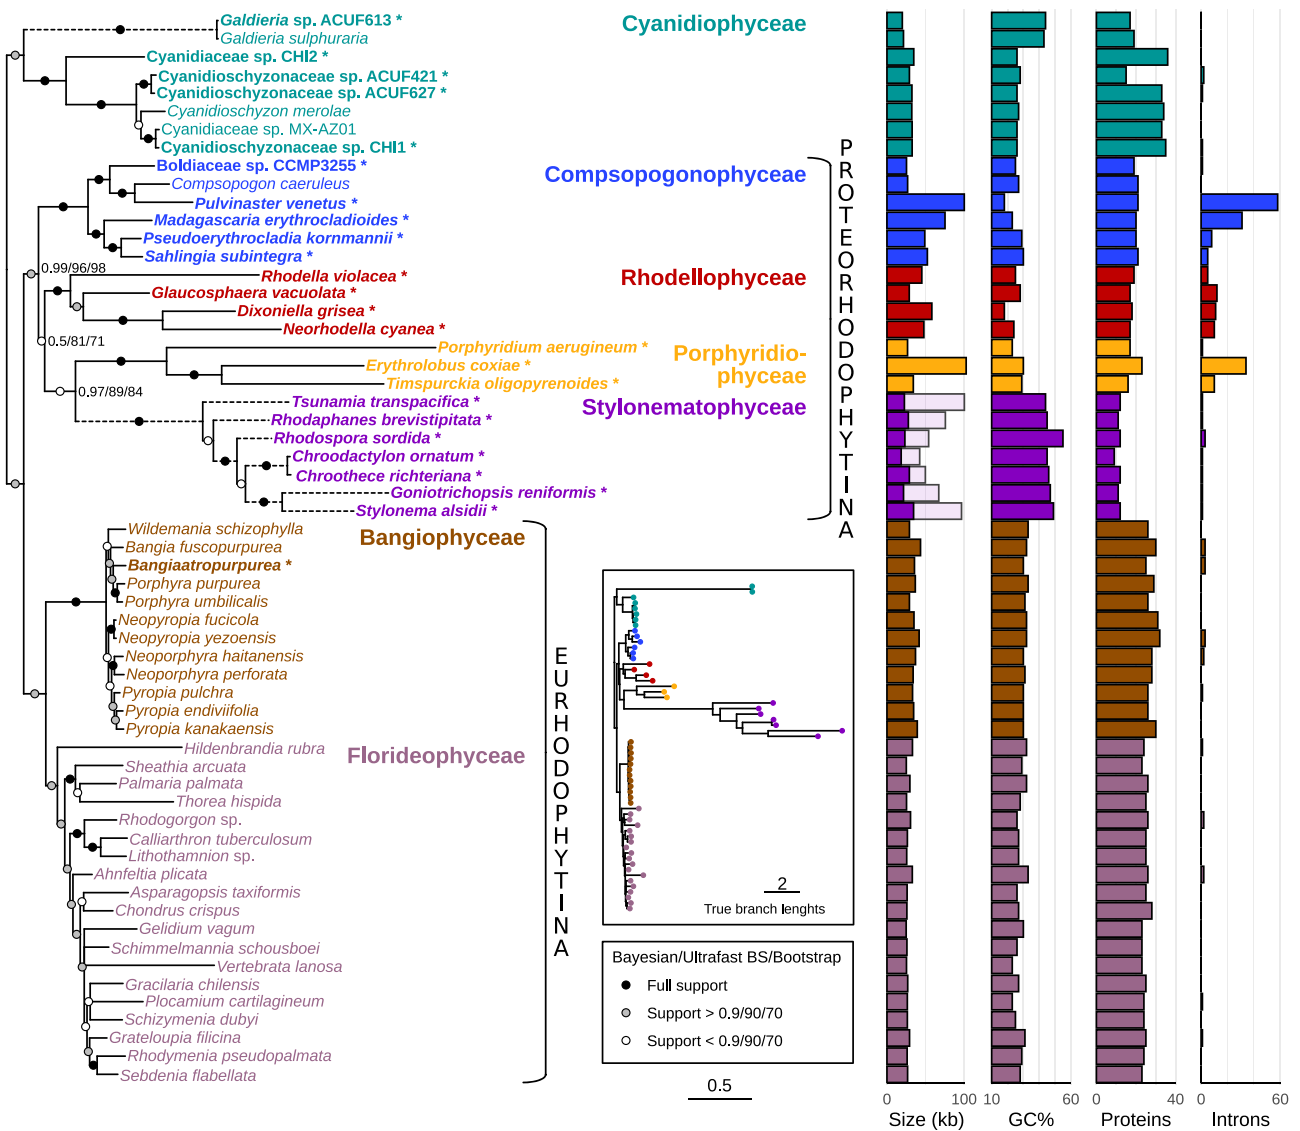 Galdieria sp. ACUF613 *
Galdieria sulphuraria
Cyanidiaceae sp. CHI2 *
Cyanidioschyzonaceae sp. ACUF421 *
Cyanidioschyzonaceae sp. ACUF627 *
Cyanidioschyzon merolae
Cyanidiaceae sp. MX-AZ01
Cyanidioschyzonaceae sp. CHI1 *
Cyanidiophyceae
Boldiaceae sp. CCMP3255 *
Compsopogon caeruleus
Pulvinaster venetus *
Madagascaria erythrocladioides *
Pseudoerythrocladia kornmannii *
Sahlingia subintegra *
Compsopogonophyceae
0.99/96/98
Rhodella violacea *
Glaucosphaera vacuolata *
Dixoniella grisea *
Neorhodella cyanea *
Rhodellophyceae
0.5/81/71
Porphyridium aerugineum *
Erythrolobus coxiae *
Timspurckia oligopyrenoides *
Porphyridio-
phyceae
0,97/89/84
Tsunamia transpacifica *
Rhodaphanes brevistipitata *
Rhodospora sordida *
Chroodactylon ornatum *
Chroothece richteriana *
Goniotrichopsis reniformis *
Stylonema alsidii *
Stylonematophyceae
PROTEORHODOPHYTINA
Wildemania schizophylla
Bangia fuscopurpurea
Bangiaatropurpurea *
Porphyra purpurea
Porphyra umbilicalis
Neopyropia fucicola
Neopyropia yezoensis
Neoporphyra haitanensis
Neoporphyra perforata
Pyropia pulchra
Pyropia endiviifolia
Pyropia kanakaensis
Bangiophyceae
Hildenbrandia rubra
Sheathia arcuata
Palmaria palmata
Thorea hispida
Rhodogorgon sp.
Calliarthron tuberculosum
Lithothamnion sp.
Ahnfeltia plicata
Asparagopsis taxiformis
Chondrus crispus
Gelidium vagum
Schimmelmannia schousboei
Vertebrata lanosa
Gracilaria chilensis
Plocamium cartilagineum
Schizymenia dubyi
Grateloupia filicina
Rhodymenia pseudopalmata
Sebdenia flabellata
Florideophyceae
EURHODOPHYTINA
2
True branch lenghts
Bayesian/Ultrafast BS/Bootstrap
Full support
Support > 0.9/90/70
Support < 0.9/90/70
0.5
0 100
Size (kb)
10 60
GC%
0 40
Proteins
0 60
Introns